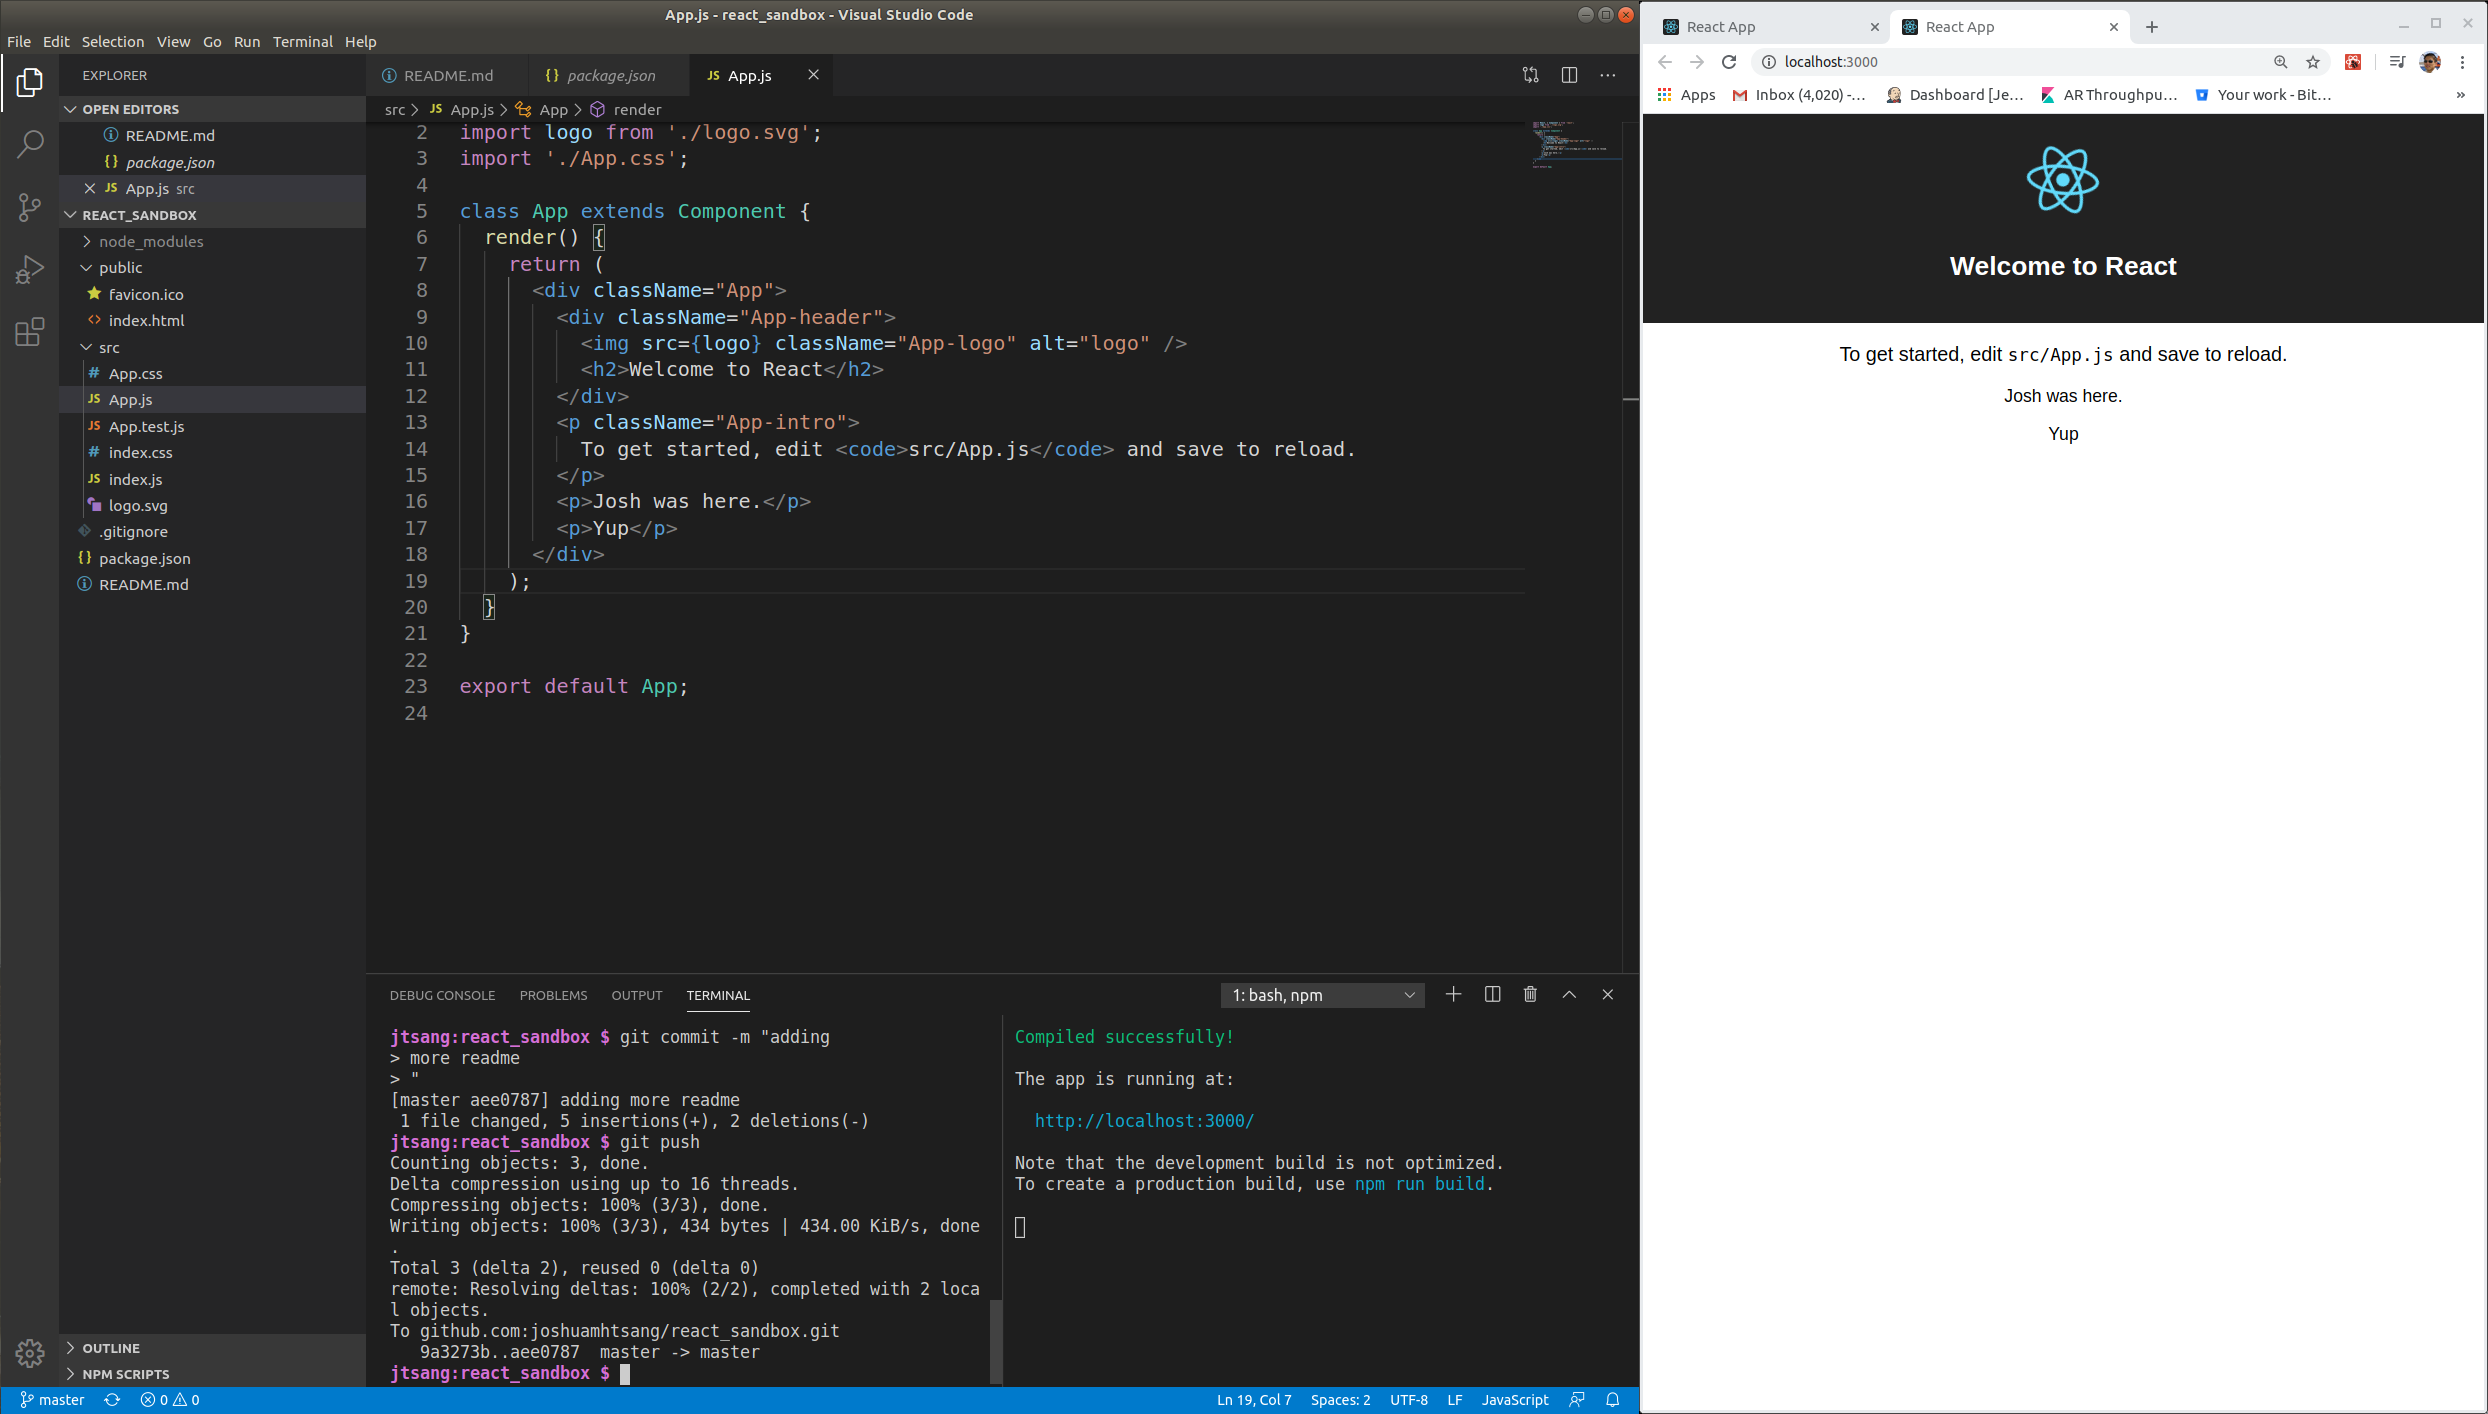 App.js - react_sandbox - Visual Studio Code
File Edit Selection View Go Run Terminal Help
EXPLORER
OPEN EDITORS
README.md
package.json
App.js src
REACT_SANDBOX
node_modules
public
favicon.ico
index.html
src
App.css
App.js
App.test.js
index.css
index.js
logo.svg
.gitignore
package.json
README.md
OUTLINE
NPM SCRIPTS
README.md package.json App.js
src > App.js > App > render
2 import logo from './logo.svg';
3 import './App.css';
4
5 class App extends Component {
6 render() {
7 return (
8 <div className="App">
9 <div className="App-header">
10 <img src={logo} className="App-logo" alt="logo" />
11 <h2>Welcome to React</h2>
12 </div>
13 <p className="App-intro">
14 To get started, edit <code>src/App.js</code> and save to reload.
15 </p>
16 <p>Josh was here.</p>
17 <p>Yup</p>
18 </div>
19 );
20 }
21 }
22
23 export default App;
24
DEBUG CONSOLE PROBLEMS OUTPUT TERMINAL
1: bash, npm
jtsang:react_sandbox $ git commit -m "adding
> more readme
> "
[master aee0787] adding more readme
1 file changed, 5 insertions(+), 2 deletions(-)
jtsang:react_sandbox $ git push
Counting objects: 3, done.
Delta compression using up to 16 threads.
Compressing objects: 100% (3/3), done.
Writing objects: 100% (3/3), 434 bytes | 434.00 KiB/s, done
.
Total 3 (delta 2), reused 0 (delta 0)
remote: Resolving deltas: 100% (2/2), completed with 2 loca
l objects.
To github.com:joshuamhtsang/react_sandbox.git
9a3273b..aee0787 master -> master
jtsang:react_sandbox $
Compiled successfully!
The app is running at:
http://localhost:3000/
Note that the development build is not optimized.
To create a production build, use npm run build.
master 0 0
Ln 19, Col 7 Spaces: 2 UTF-8 LF JavaScript
React App React App
localhost:3000
Apps Inbox (4,020) -... Dashboard [Je... AR Throughpu... Your work - Bit... »
Welcome to React
To get started, edit src/App.js and save to reload.
Josh was here.
Yup